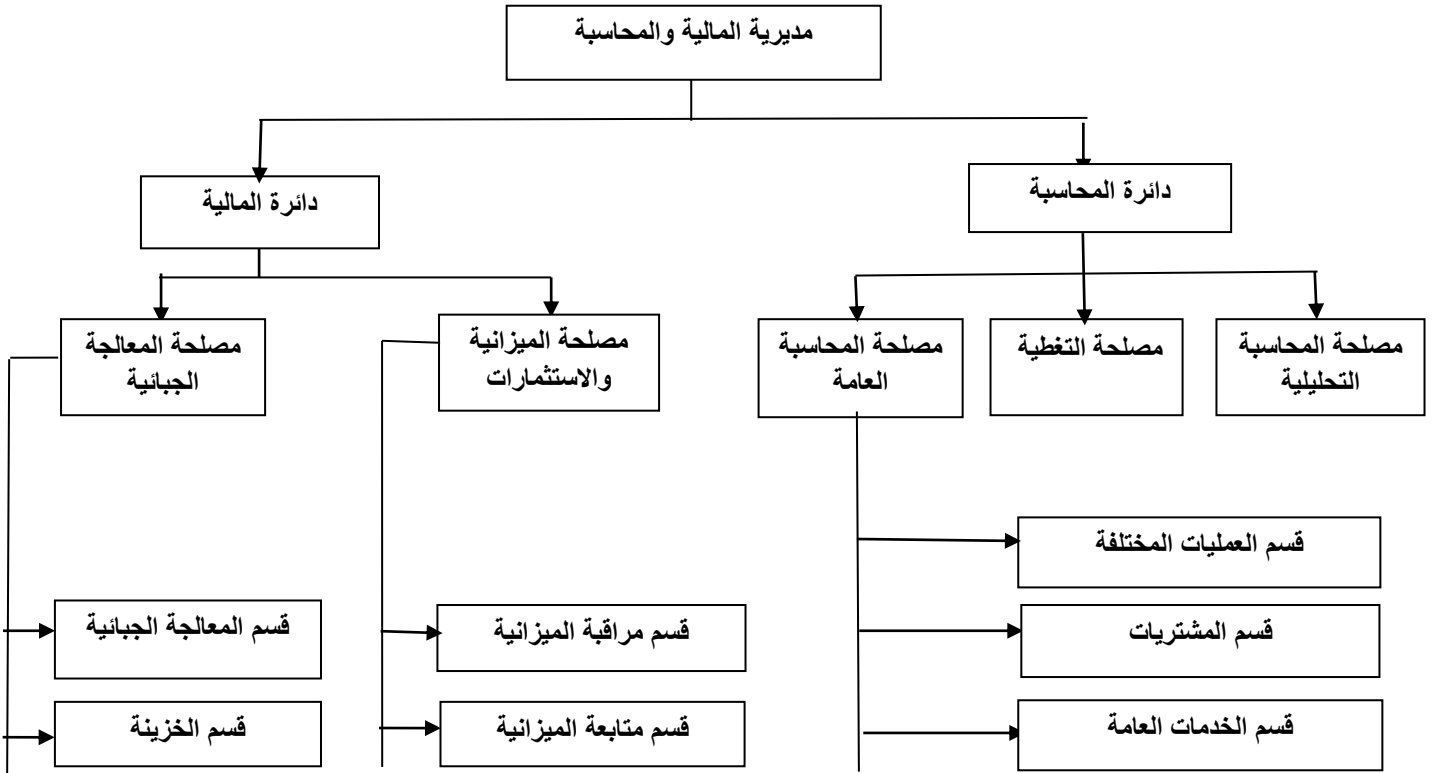 مديرية المالية والمحاسبة
دائرة المحاسبة
دائرة المالية
مصلحة المحاسبة
التحليلية
مصلحة التغطية
مصلحة المحاسبة
العامة
مصلحة الميزانية
والاستثمارات
مصلحة المعالجة
الجبائية
قسم العمليات المختلفة
قسم المشتريات
قسم الخدمات العامة
قسم مراقبة الميزانية
قسم متابعة الميزانية
قسم المعالجة الجبائية
قسم الخزينة